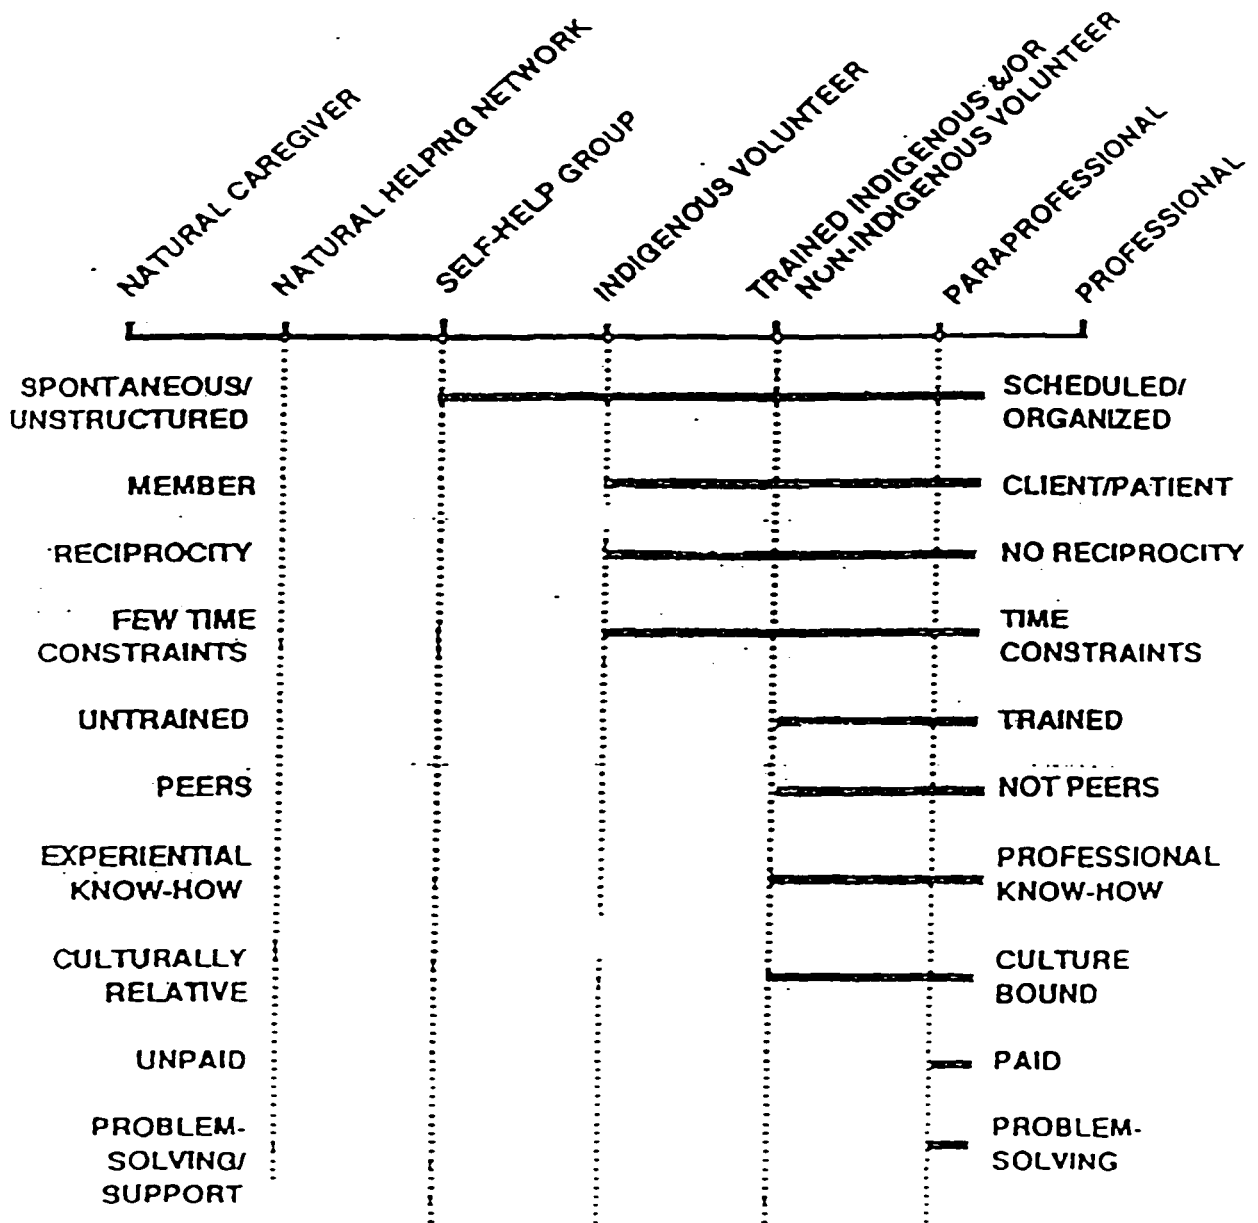 NATURAL CAREGIVER
NATURAL HELPING NETWORK
SELF-HELP GROUP
INDIGENOUS VOLUNTEER
TRAINED INDIGENOUS &/OR
NON-INDIGENOUS VOLUNTEER
PARAPROFESSIONAL
PROFESSIONAL
SPONTANEOUS/
UNSTRUCTURED
SCHEDULED/
ORGANIZED
MEMBER
CLIENT/PATIENT
RECIPROCITY
NO RECIPROCITY
FEW TIME
CONSTRAINTS
TIME
CONSTRAINTS
UNTRAINED
TRAINED
PEERS
NOT PEERS
EXPERIENTIAL
KNOW-HOW
PROFESSIONAL
KNOW-HOW
CULTURALLY
RELATIVE
CULTURE
BOUND
UNPAID
PAID
PROBLEM-
SOLVING/
SUPPORT
PROBLEM-
SOLVING